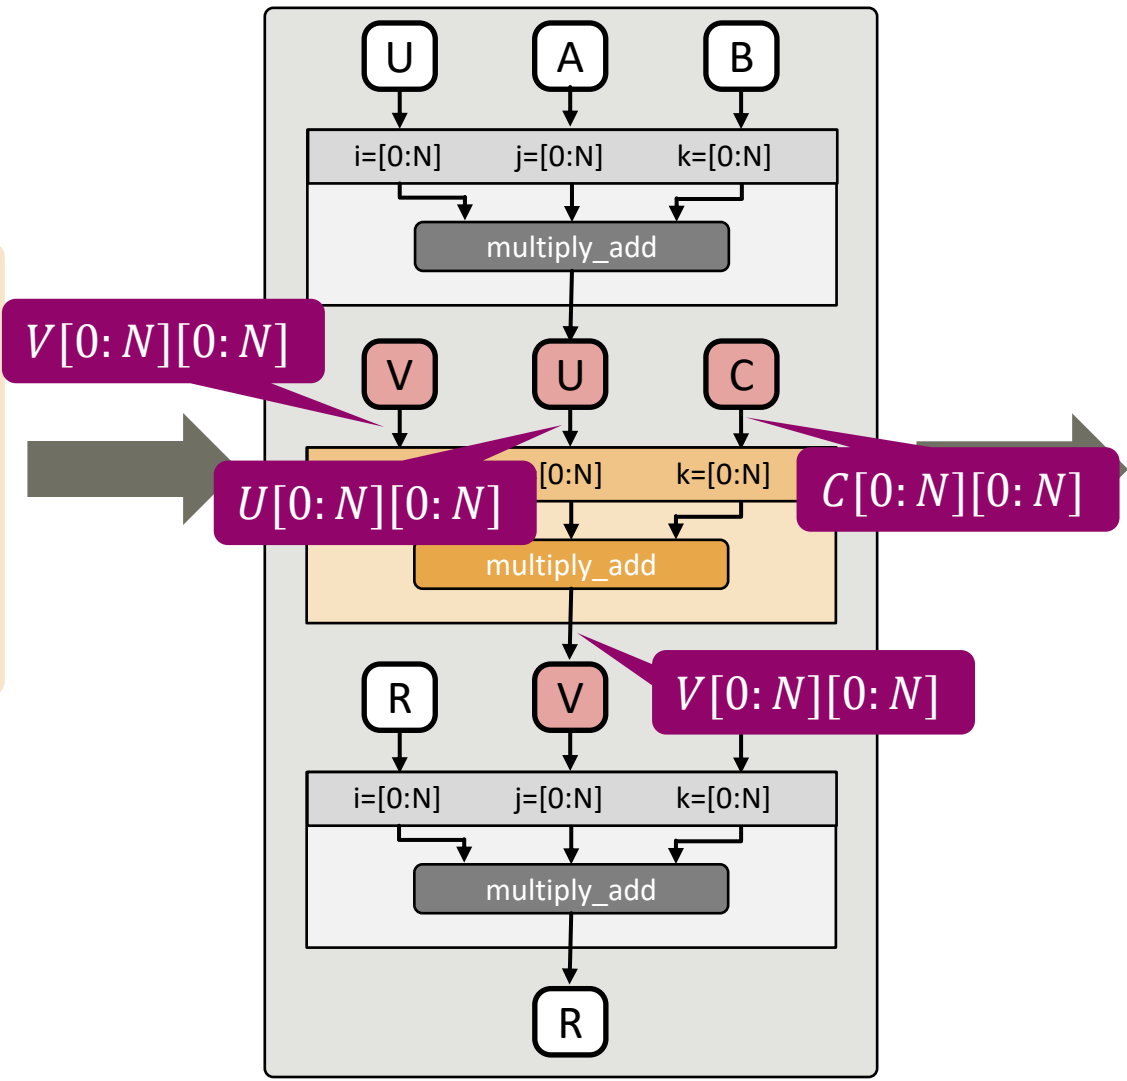 U A B
i=[0:N] j=[0:N] k=[0:N]
multiply_add
V[0: N][0: N]
V U C
U[0: N][0: N]
[0:N] k=[0:N]
C[0: N][0: N]
multiply_add
R V
V[0: N][0: N]
i=[0:N] j=[0:N] k=[0:N]
multiply_add
R